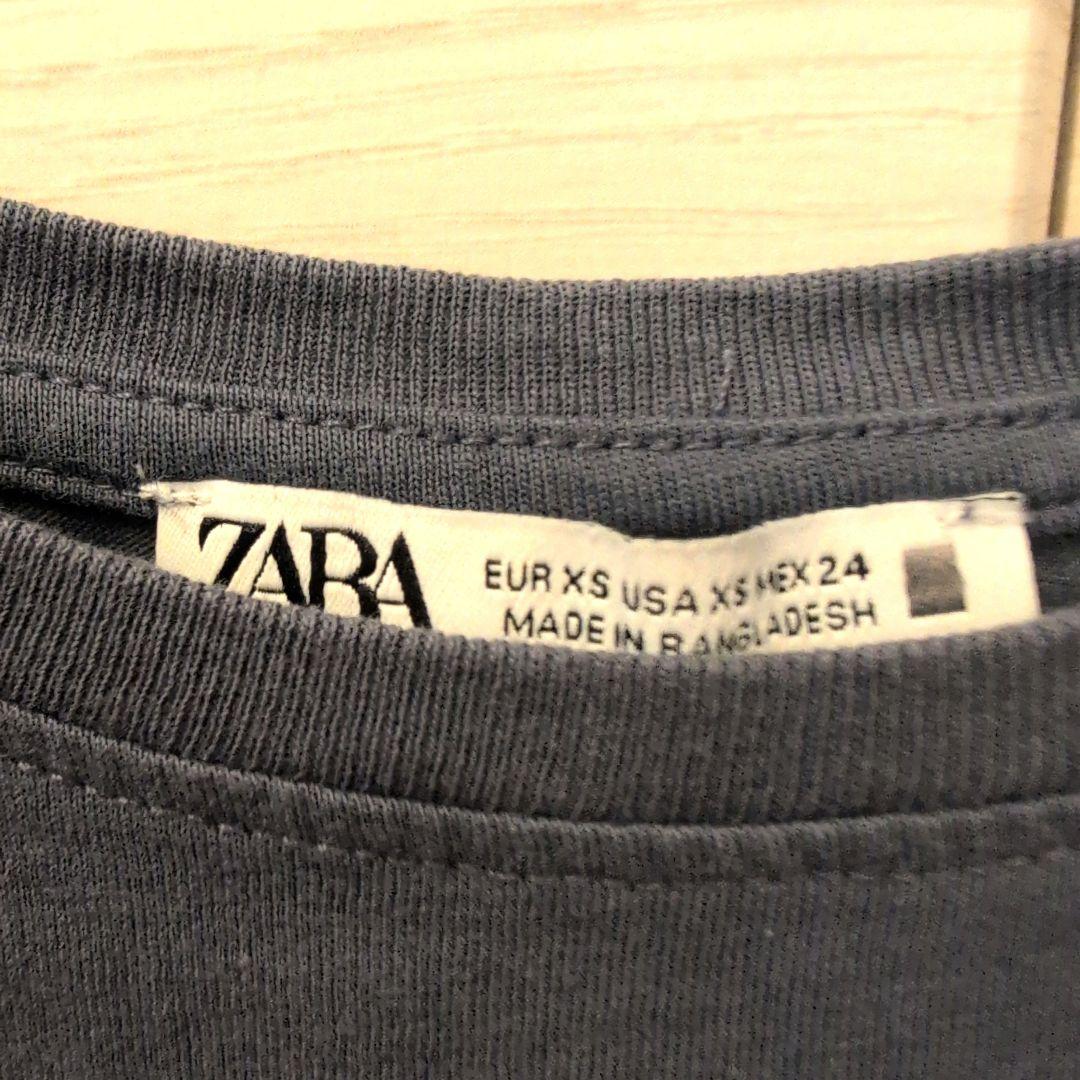 ZARA
EUR XS USA XS MEX 24
MADE IN BANGLADESH